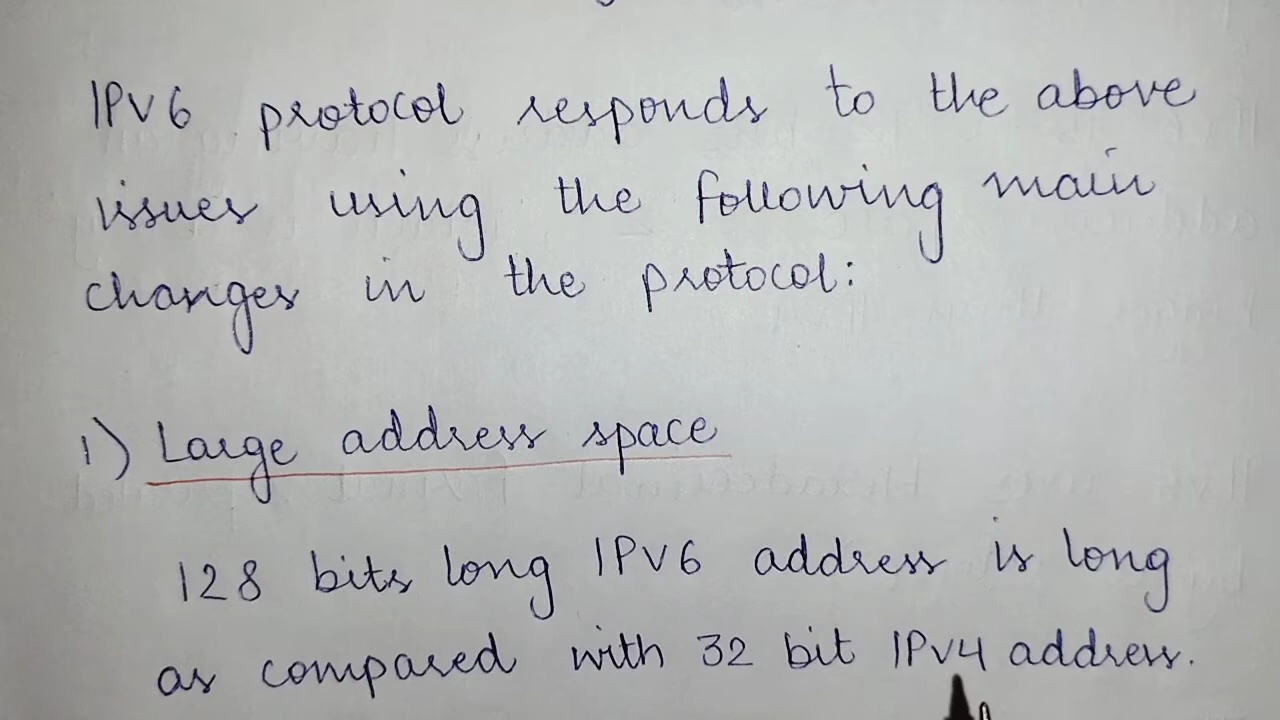 IPv6 protocol responds to the above
issues using the following main
changes in the protocol:
1) Large address space
128 bits long IPv6 address is long
as compared with 32 bit IPv4 address.